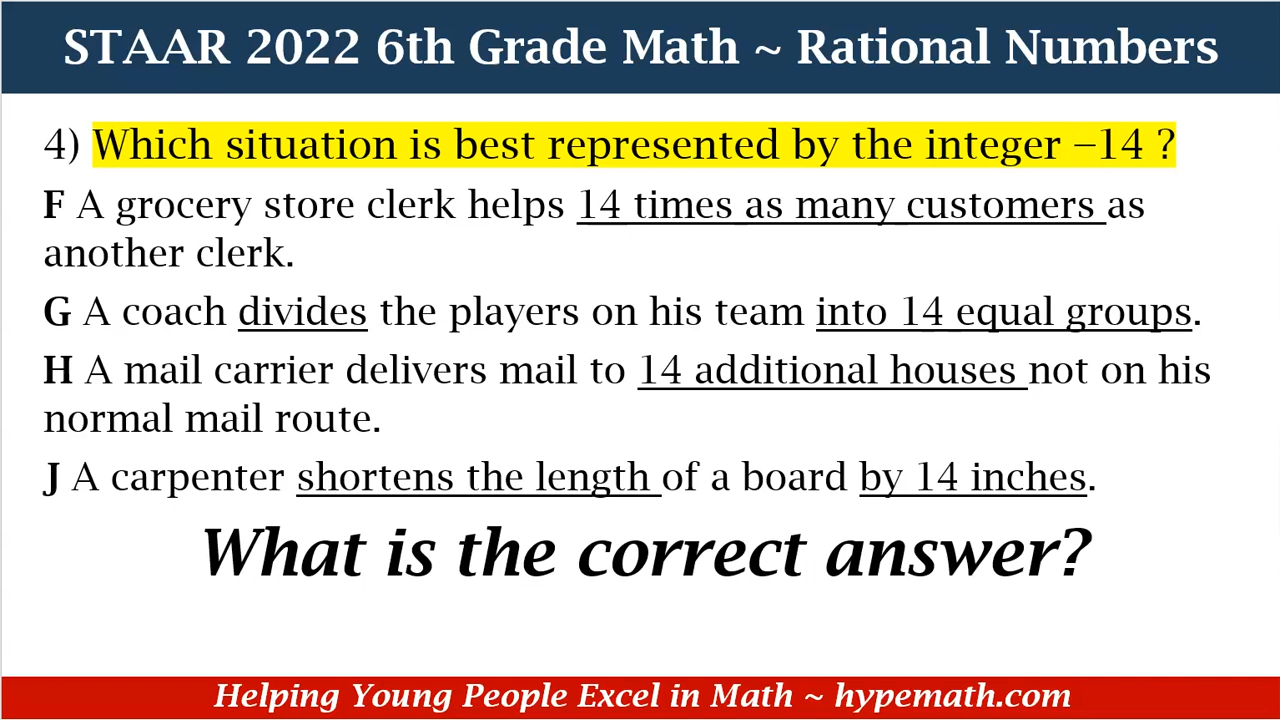 STAAR 2022 6th Grade Math ~ Rational Numbers
4) Which situation is best represented by the integer −14 ?
F A grocery store clerk helps 14 times as many customers as
another clerk.
G A coach divides the players on his team into 14 equal groups.
H A mail carrier delivers mail to 14 additional houses not on his
normal mail route.
J A carpenter shortens the length of a board by 14 inches.
What is the correct answer?
Helping Young People Excel in Math ~ hypemath.com